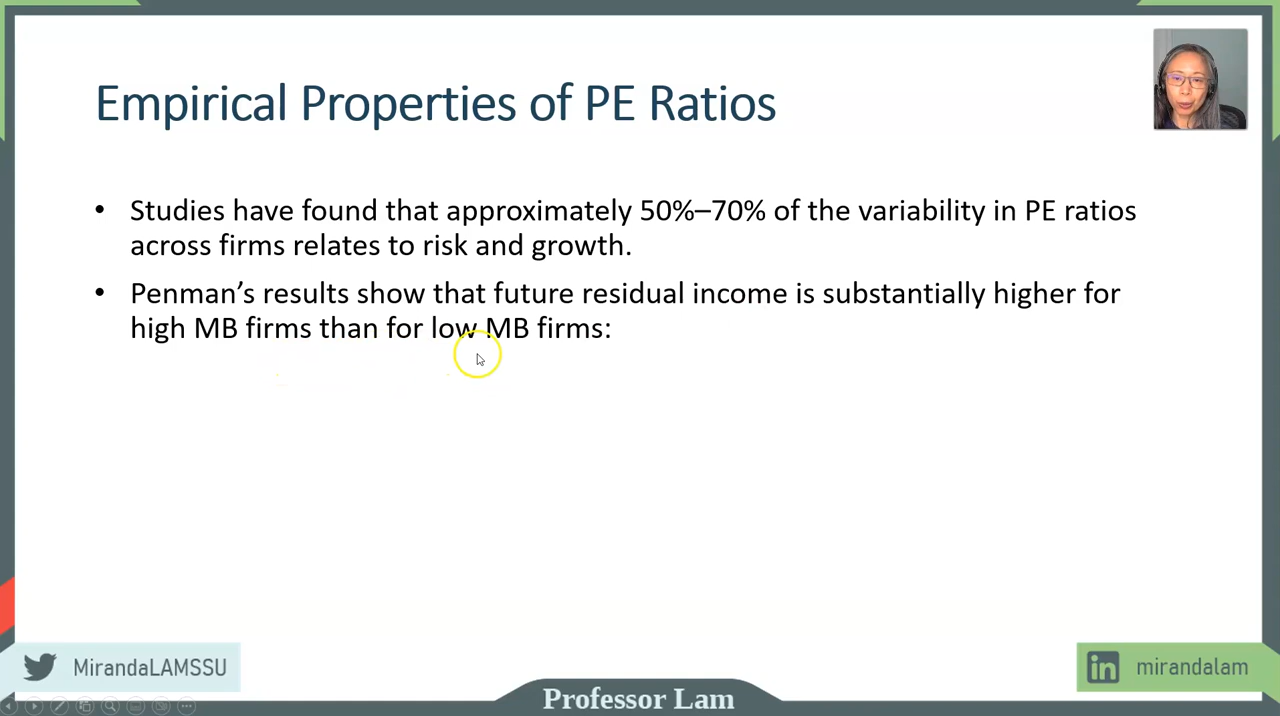 Empirical Properties of PE Ratios
• Studies have found that approximately 50%–70% of the variability in PE ratios
across firms relates to risk and growth.
• Penman’s results show that future residual income is substantially higher for
high MB firms than for low MB firms:
MirandaLAMSSU
in mirandalam
Professor Lam